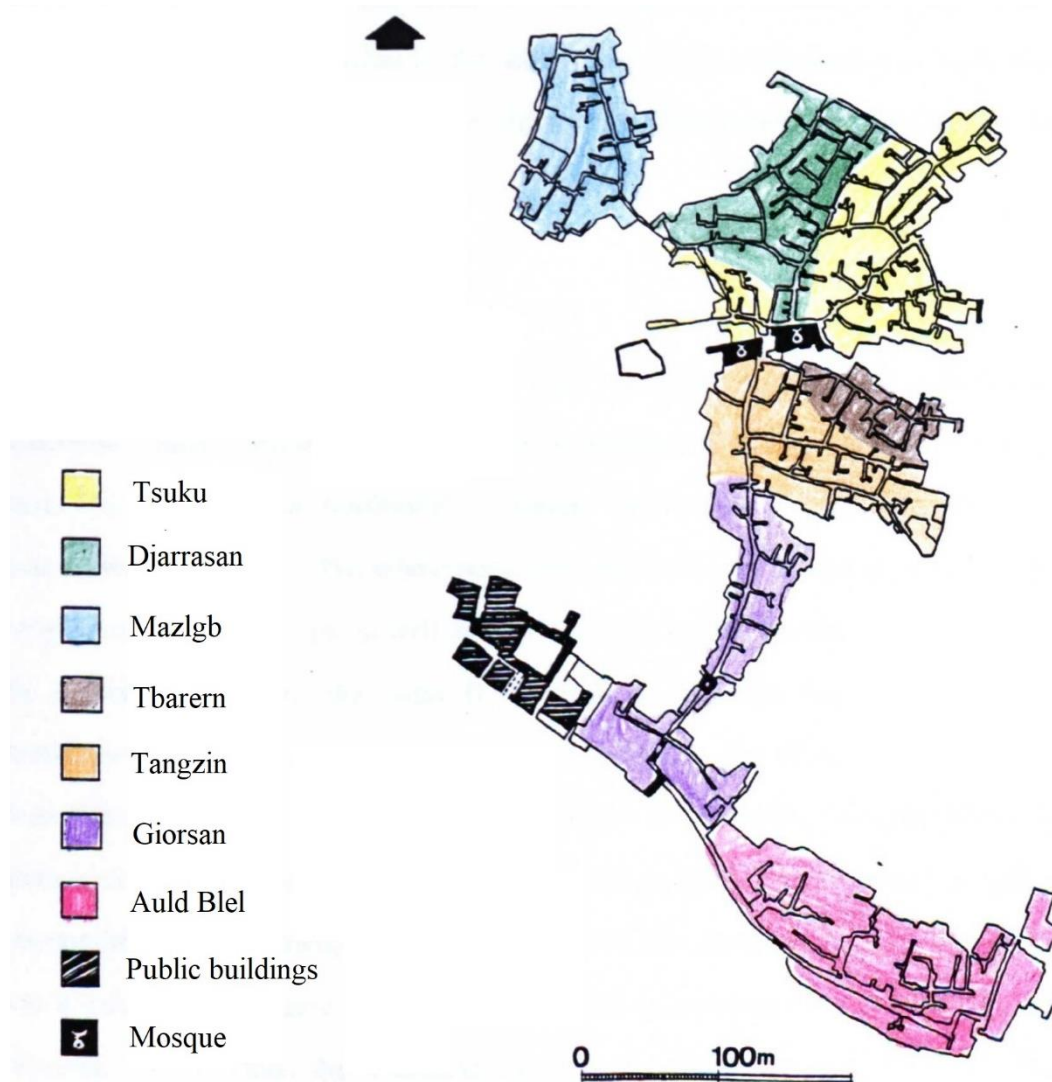 Tsuku
Djarrasan
Mazlgb
Tbarern
Tangzin
Giorsan
Auld Blel
Public buildings
Mosque
0 100m